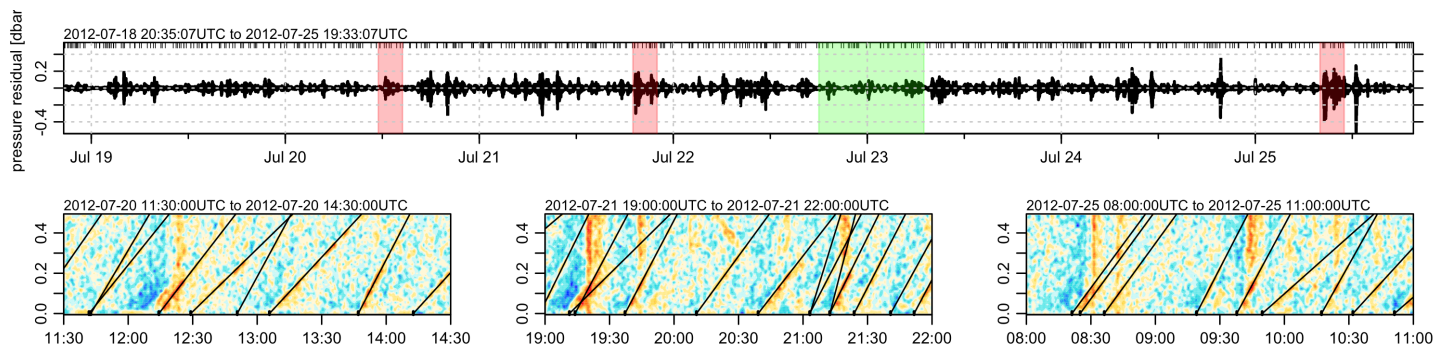 2012-07-18 20:35:07UTC to 2012-07-25 19:33:07UTC
pressure residual [dbar
0.2
-0.4
Jul 19 Jul 20 Jul 21 Jul 22 Jul 23 Jul 24 Jul 25
2012-07-20 11:30:00UTC to 2012-07-20 14:30:00UTC
0.4
0.2
0.0
11:30 12:00 12:30 13:00 13:30 14:00 14:30
2012-07-21 19:00:00UTC to 2012-07-21 22:00:00UTC
0.4
0.2
0.0
19:00 19:30 20:00 20:30 21:00 21:30 22:00
2012-07-25 08:00:00UTC to 2012-07-25 11:00:00UTC
0.4
0.2
0.0
08:00 08:30 09:00 09:30 10:00 10:30 11:00